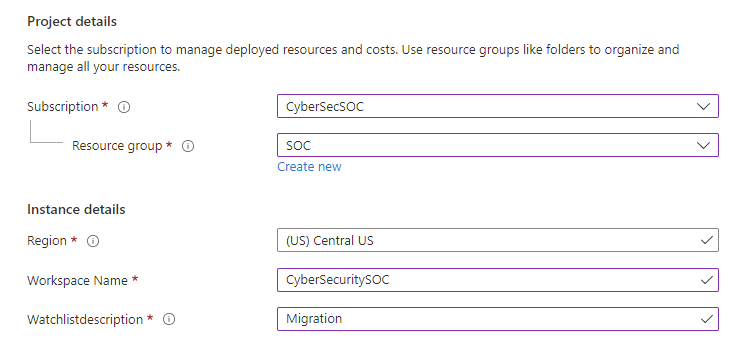 Project details
Select the subscription to manage deployed resources and costs. Use resource groups like folders to organize and
manage all your resources.
Subscription * CyberSecSOC
Resource group * SOC
Create new
Instance details
Region * (US) Central US
Workspace Name * CyberSecuritySOC
Watchlistdescription * Migration